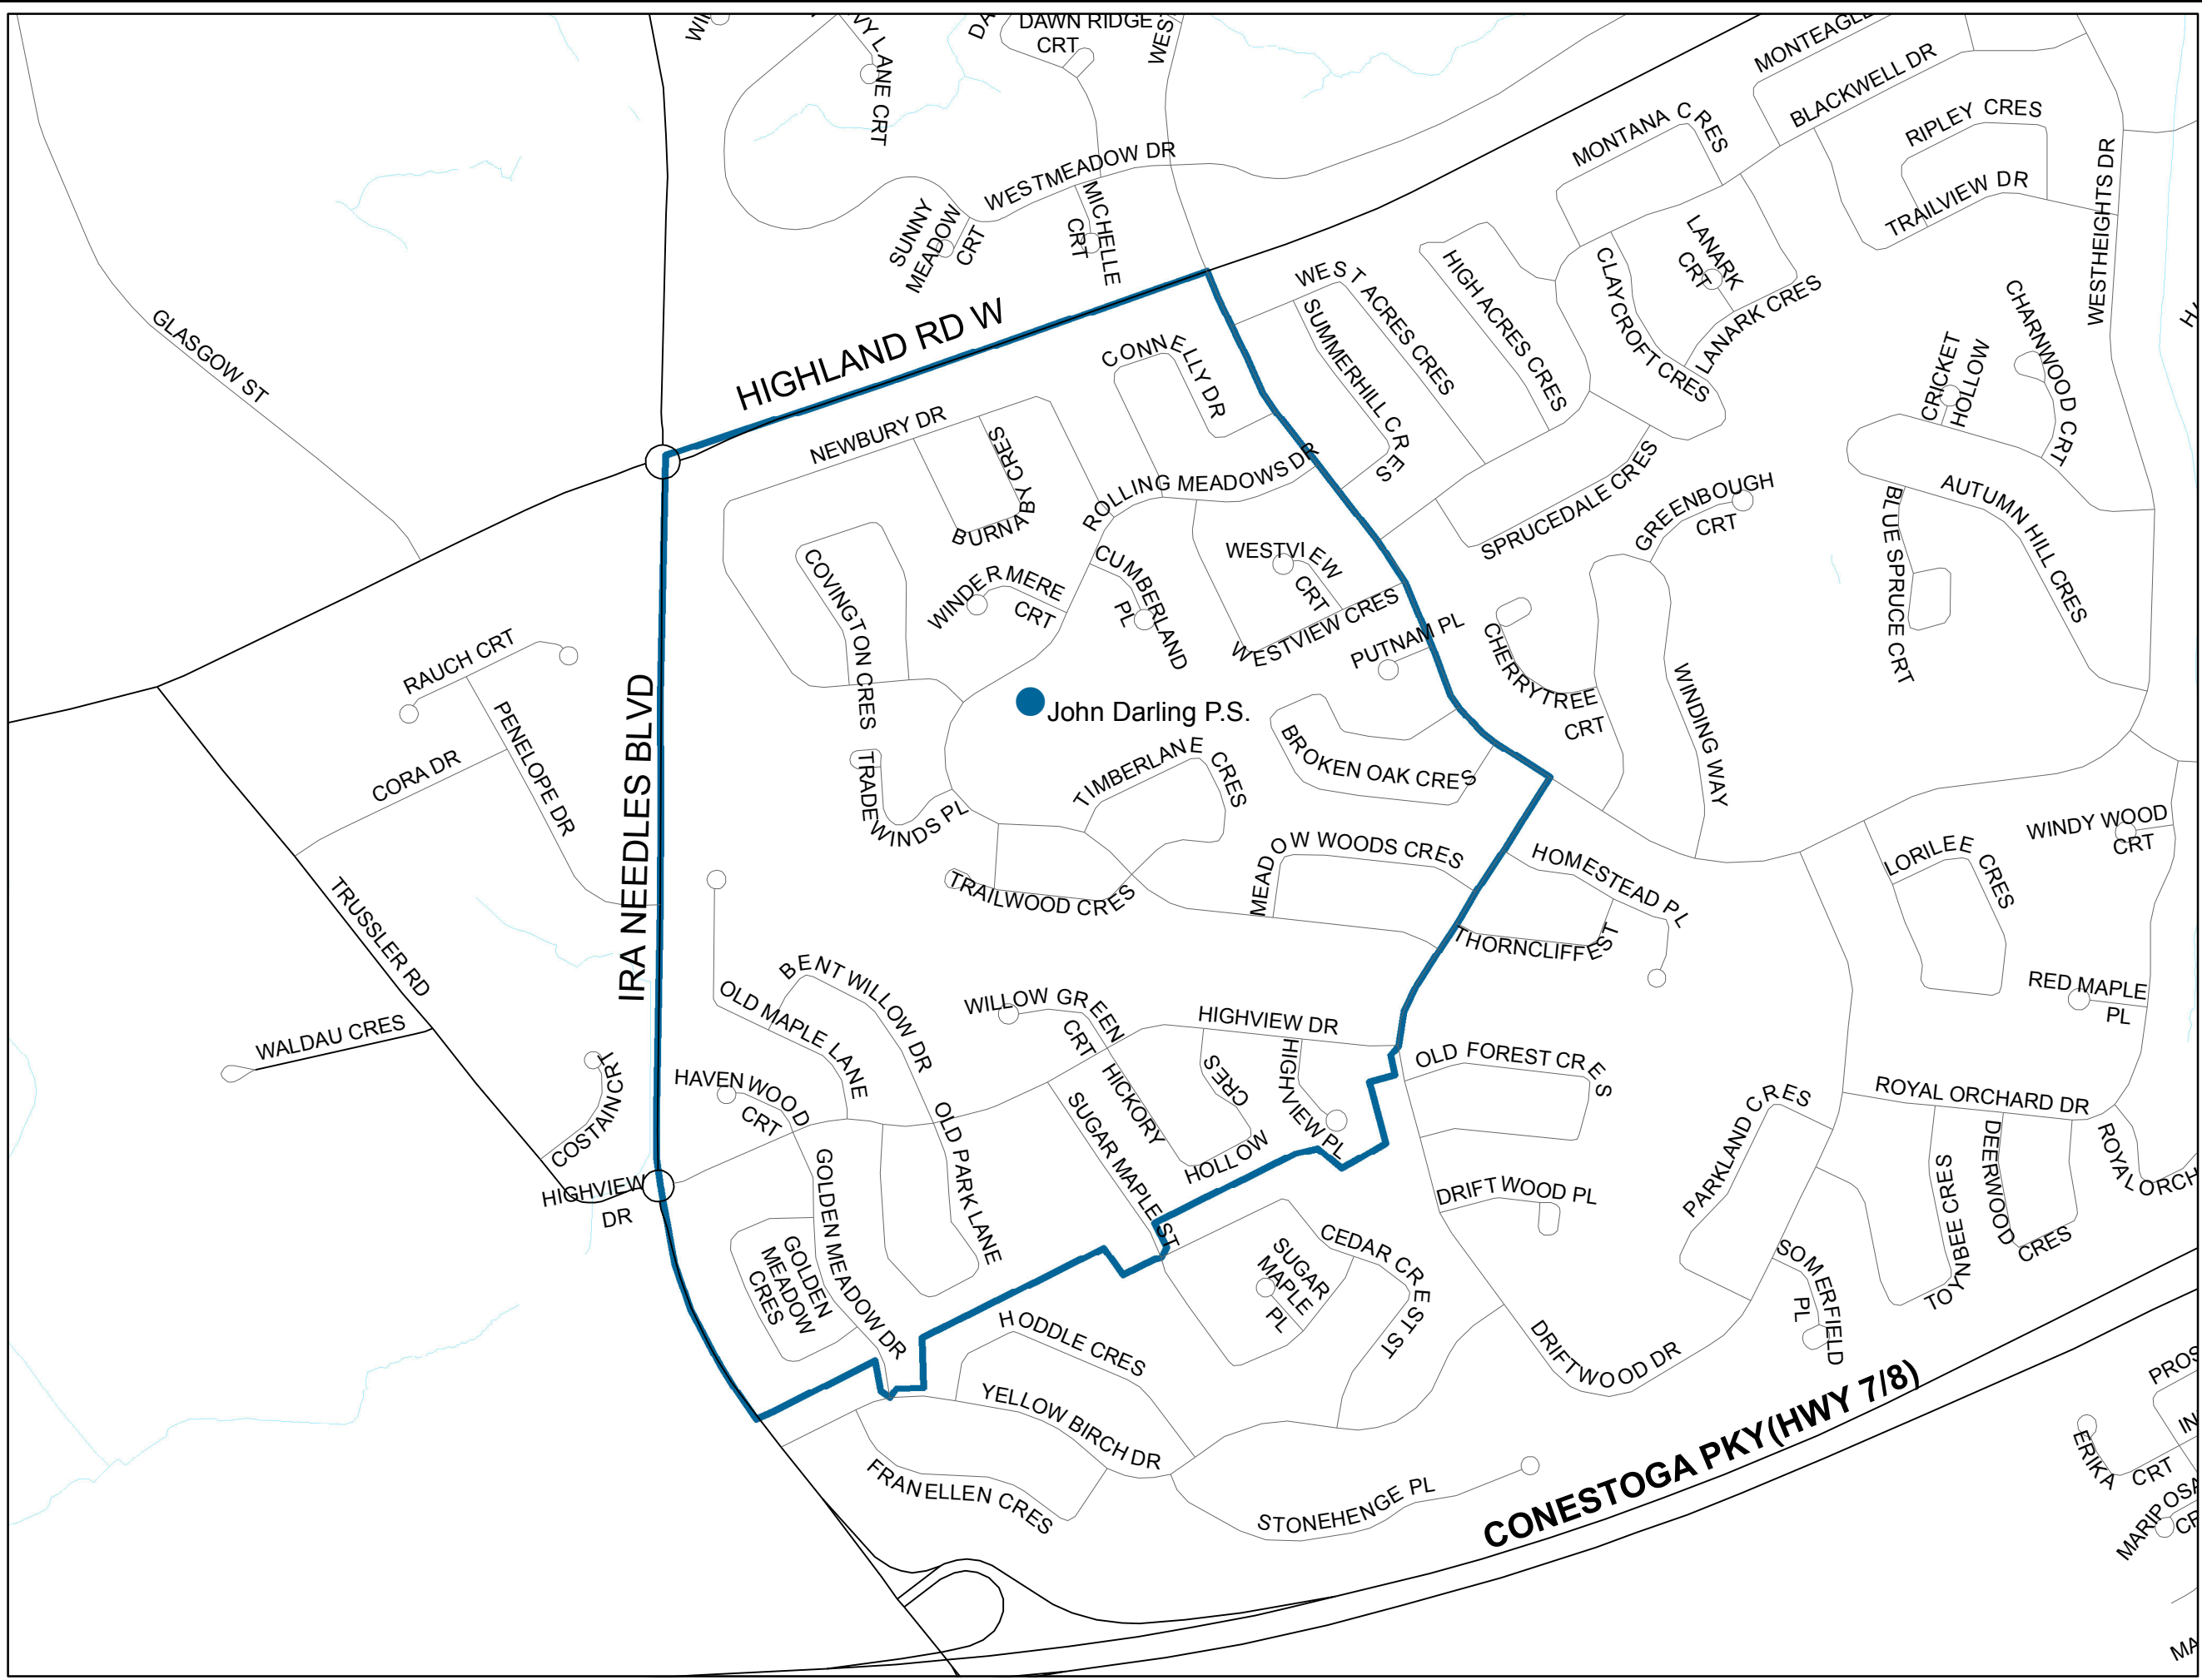 DAWN RIDGE
CRT
MONTEAGLE
BLACKWELL DR
RIPLEY CRES
MONTANA CRES
TRAILVIEW DR
WESTHEIGHTS DR
WESTMEADOW DR
SUNNY
MEADOW
CRT
MICHELLE
CRT
LANARK
CRT
LANARK CRES
CLAYCROFT CRES
HIGH ACRES CRES
WEST ACRES CRES
SUMMERHILL CRES
GLASGOW ST
HIGHLAND RD W
CONNELLY DR
CHARNWOOD CRT
CRICKET
HOLLOW
NEWBURY DR
BURNABY CRES
ROLLING MEADOWS DR
SPRUCEDALE CRES
GREENBOUGH
CRT
AUTUMN HILL CRES
BLUE SPRUCE CRT
COVINGTON CRES
WINDERMERE
CRT
CUMBERLAND
PL
WESTVIEW
CRT
WESTVIEW CRES
PUTNAM PL
CHERRYTREE
CRT
WINDING WAY
RAUCH CRT
PENELOPE DR
CORA DR
IRA NEEDLES BLVD
John Darling P.S.
BROKEN OAK CRES
TIMBERLANE CRES
TRADEWINDS PL
TRAILWOOD CRES
MEADOW WOODS CRES
HOMESTEAD PL
THORNCLIFFE ST
LORILEE CRES
WINDY WOOD
CRT
RED MAPLE
PL
TRUSSLER RD
WALDAU CRES
COSTAIN CRT
BENT WILLOW DR
OLD MAPLE LANE
WILLOW GREEN
CRT
HIGHVIEW DR
HIGHVIEW PL
HICKORY
HOLLOW
CRES
OLD FOREST CRES
HAVENWOOD
CRT
OLD PARK LANE
SUGAR MAPLE ST
PARKLAND CRES
ROYAL ORCHARD DR
ROYAL ORCH
DEERWOOD
CRES
TOYNBEE CRES
HIGHVIEW
DR
GOLDEN MEADOW DR
GOLDEN
MEADOW
CRES
DRIFTWOOD PL
CEDAR CREST ST
SUGAR
MAPLE
PL
SOMERFIELD
PL
DRIFTWOOD DR
HODDLE CRES
YELLOW BIRCH DR
FRANELLEN CRES
STONEHENGE PL
CONESTOGA PKY(HWY 7/8)
ERIKA
CRT
PROS
IN
MARIPOSA
CR
MA